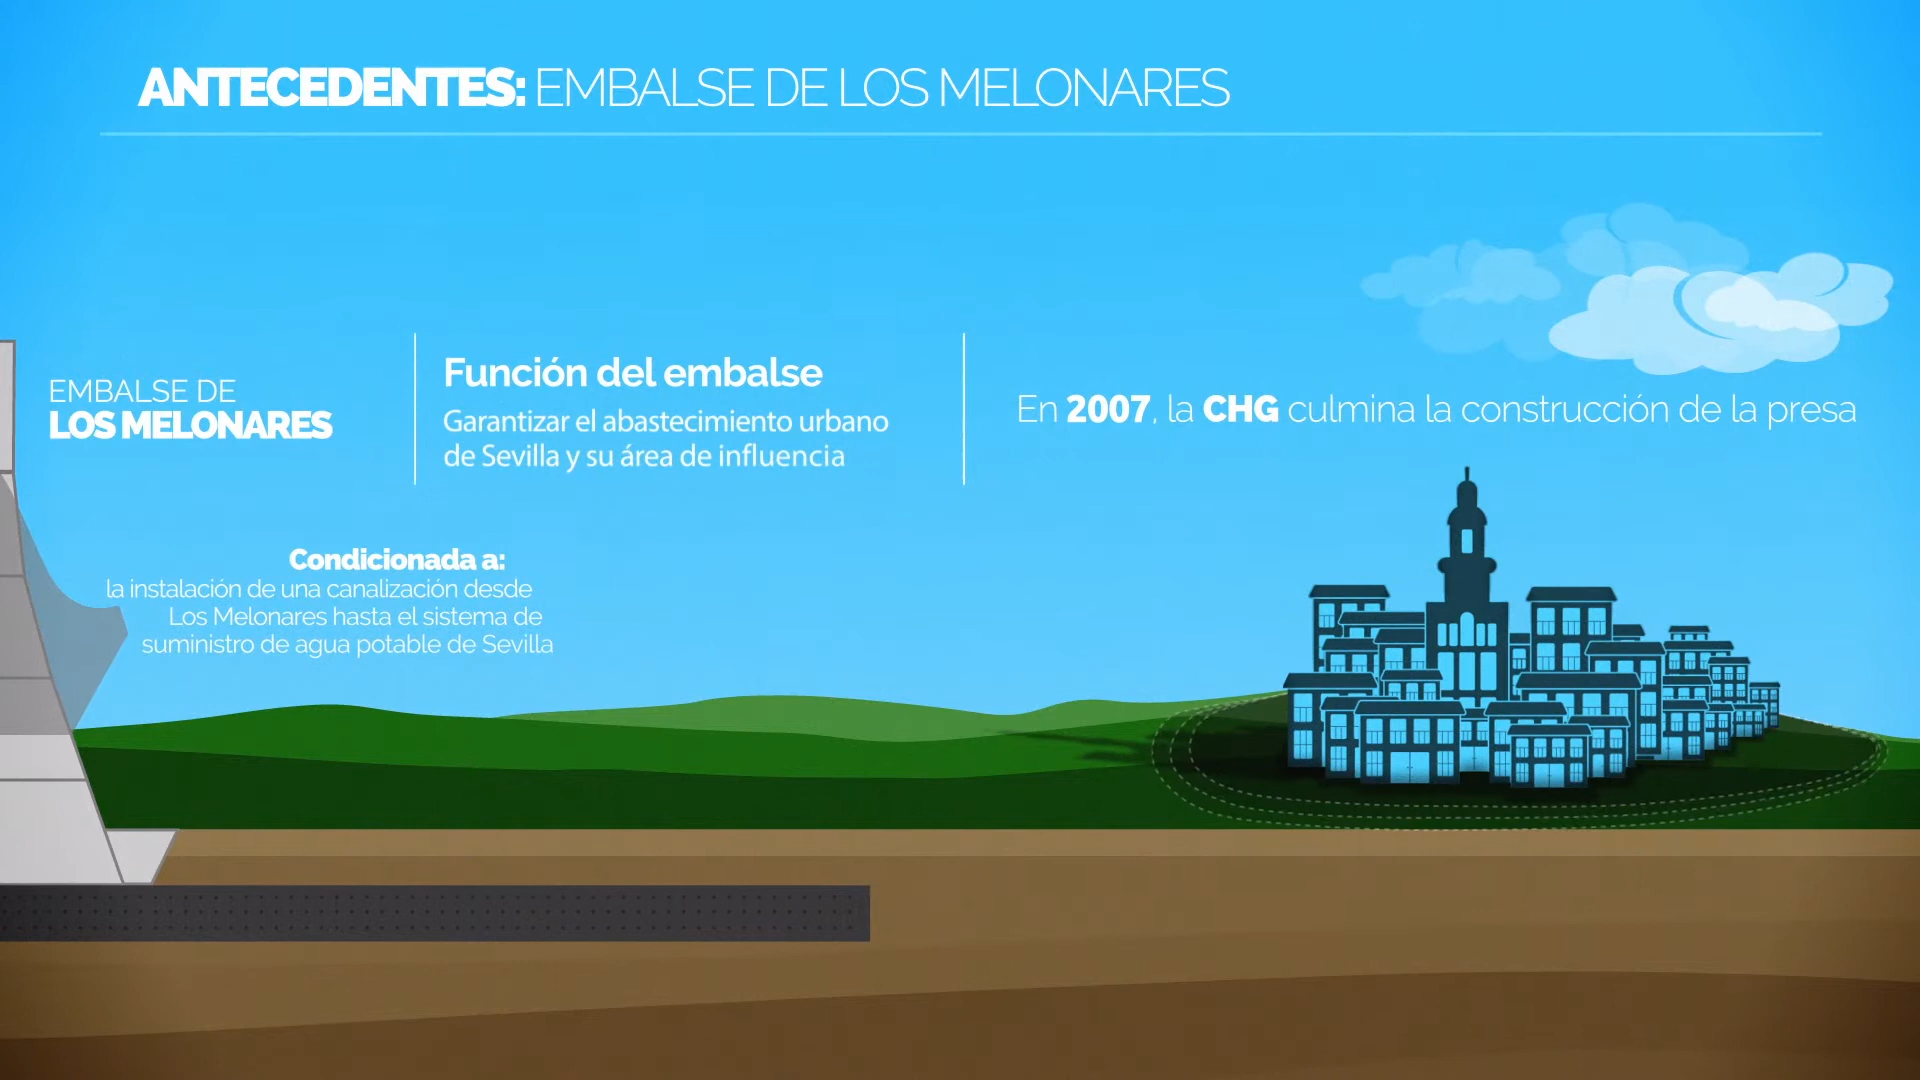 ANTECEDENTES: EMBALSE DE LOS MELONARES
EMBALSE DE
LOS MELONARES
Función del embalse
Garantizar el abastecimiento urbano
de Sevilla y su área de influencia
En 2007, la CHG culmina la construcción de la presa
Condicionada a:
la instalación de una canalización desde
Los Melonares hasta el sistema de
suministro de agua potable de Sevilla